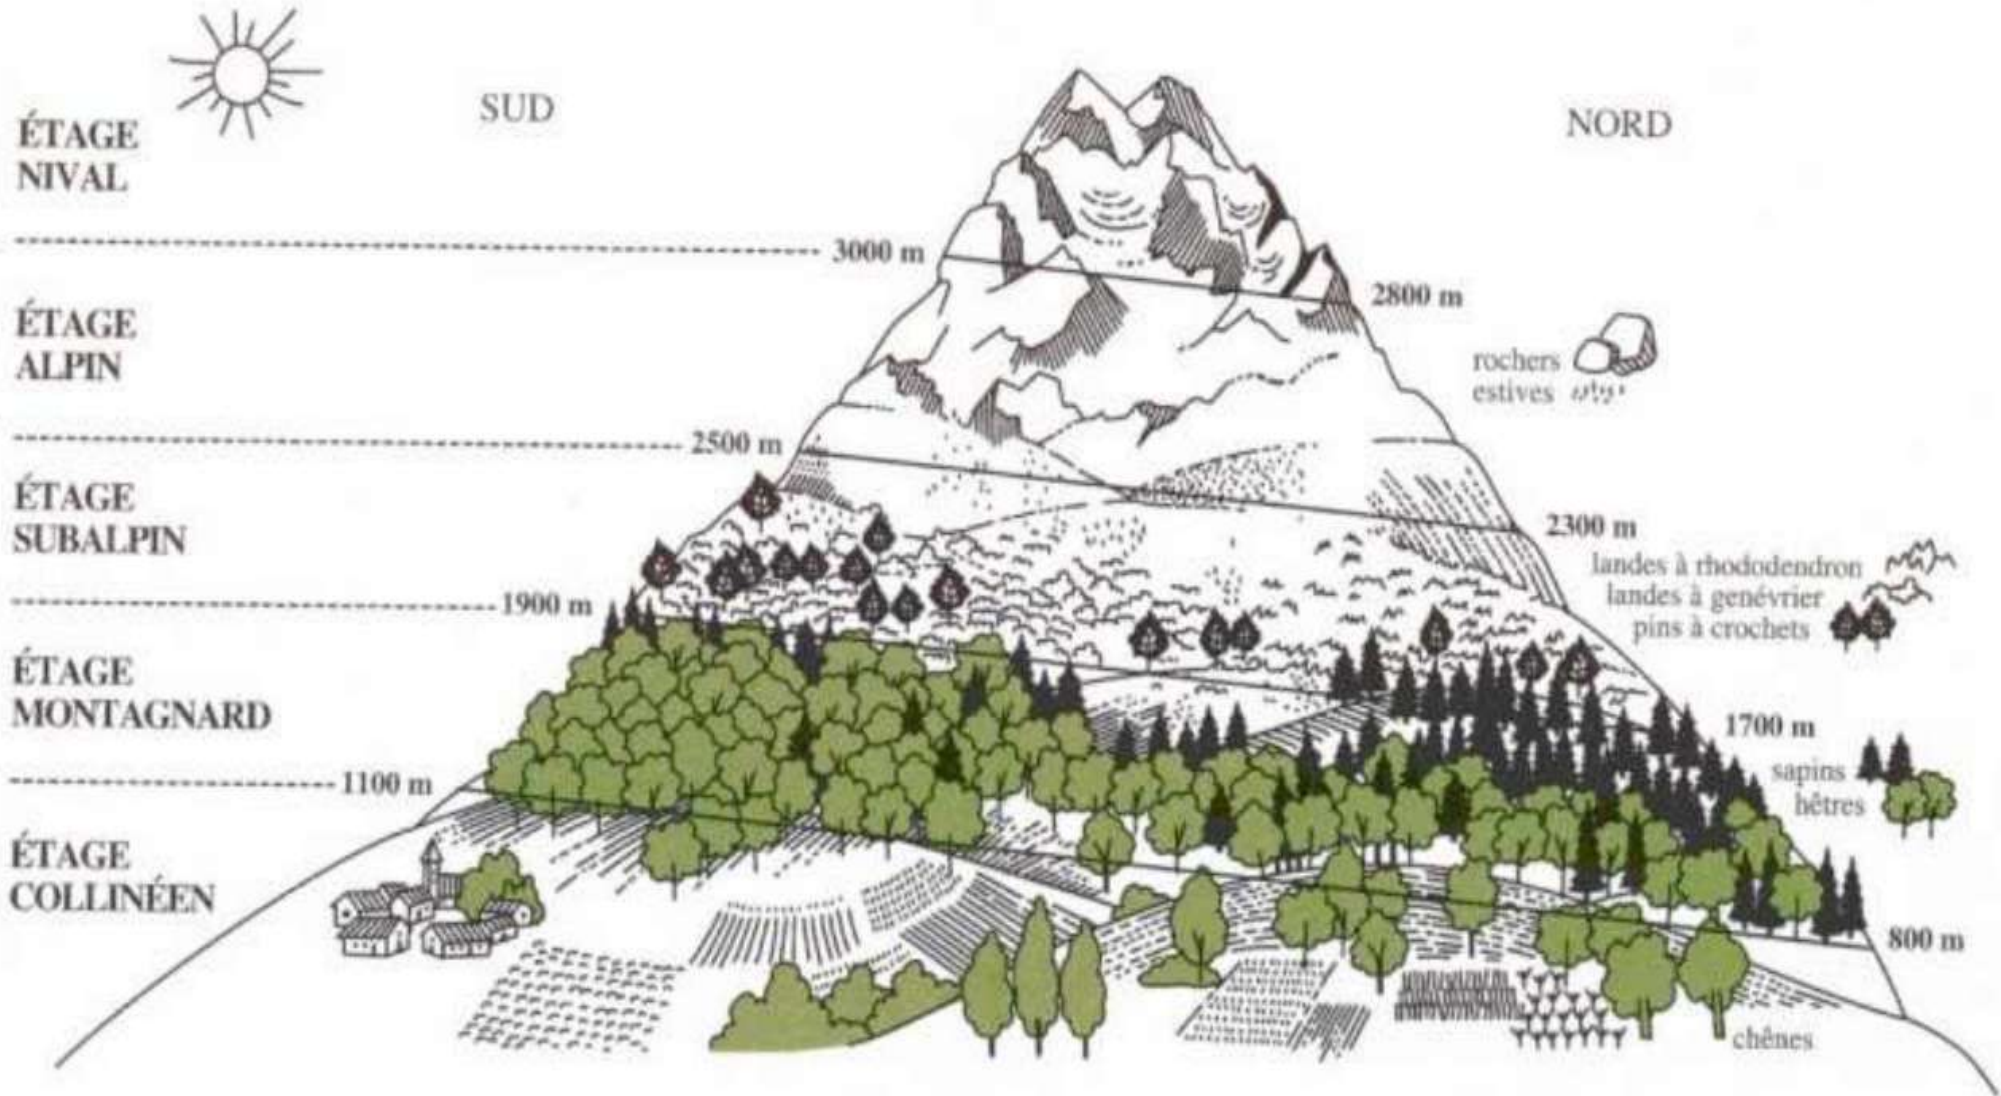 SUD
NORD
ÉTAGE
NIVAL
3000 m
2800 m
ÉTAGE
ALPIN
rochers
estives
2500 m
2300 m
ÉTAGE
SUBALPIN
landes à rhododendron
landes à genévrier
pins à crochets
1900 m
1700 m
ÉTAGE
MONTAGNARD
sapins
hêtres
1100 m
800 m
ÉTAGE
COLLINÉEN
chênes